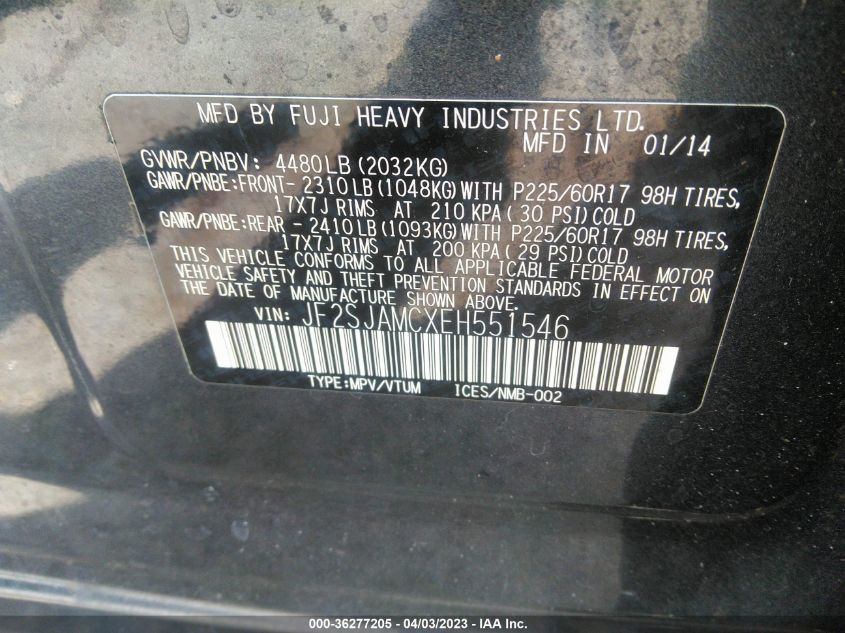 MFD BY FUJI HEAVY INDUSTRIES LTD.
MFD IN 01/14
GVWR/PNBV: 4480LB (2032KG)
GAWR/PNBE:FRONT- 2310LB (1048KG) WITH P225/60R17 98H TIRES,
17X7J RIMS AT 210 KPA ( 30 PSI) COLD
GAWR/PNBE:REAR - 2410LB (1093KG) WITH P225/60R17 98H TIRES,
17X7J RIMS AT 200 KPA ( 29 PSI) COLD
THIS VEHICLE CONFORMS TO ALL APPLICABLE FEDERAL MOTOR
VEHICLE SAFETY AND THEFT PREVENTION STANDARDS IN EFFECT ON
THE DATE OF MANUFACTURE SHOWN ABOVE.
VIN: JF2SJAMCXEH551546
TYPE:MPV/VTUM ICES/NMB-002
000-36277205 - 04/03/2023 - IAA Inc.